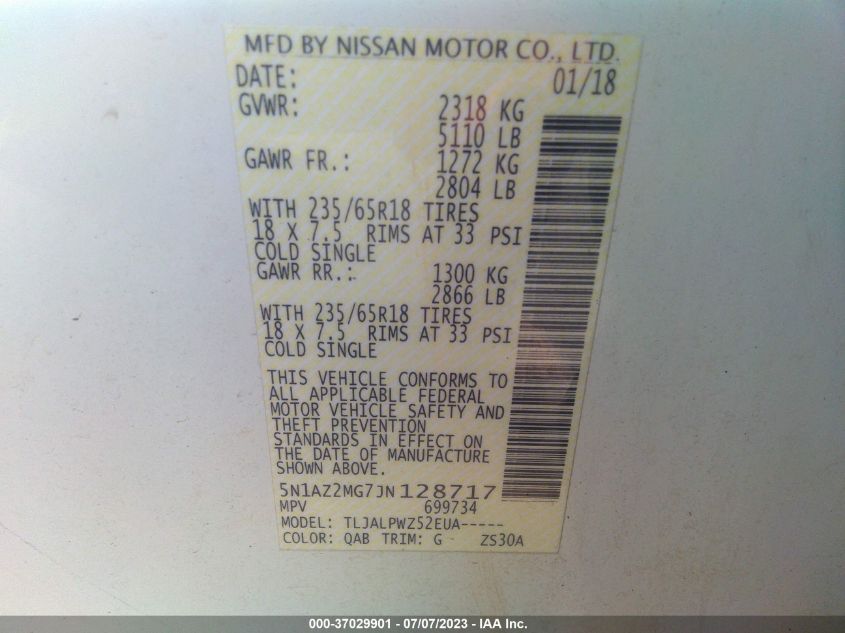 MFD BY NISSAN MOTOR CO., LTD.
DATE: 01/18
GVWR: 2318 KG
5110 LB
GAWR FR.: 1272 KG
2804 LB
WITH 235/65R18 TIRES
18 X 7.5 RIMS AT 33 PSI
COLD SINGLE
GAWR RR.: 1300 KG
2866 LB
WITH 235/65R18 TIRES
18 X 7.5 RIMS AT 33 PSI
COLD SINGLE
THIS VEHICLE CONFORMS TO
ALL APPLICABLE FEDERAL
MOTOR VEHICLE SAFETY AND
THEFT PREVENTION
STANDARDS IN EFFECT ON
THE DATE OF MANUFACTURE
SHOWN ABOVE.
5N1AZ2MG7JN128717
MPV 699734
MODEL: TLJALPWZ52EUA-----
COLOR: QAB TRIM: G ZS30A
000-37029901 - 07/07/2023 - IAA Inc.